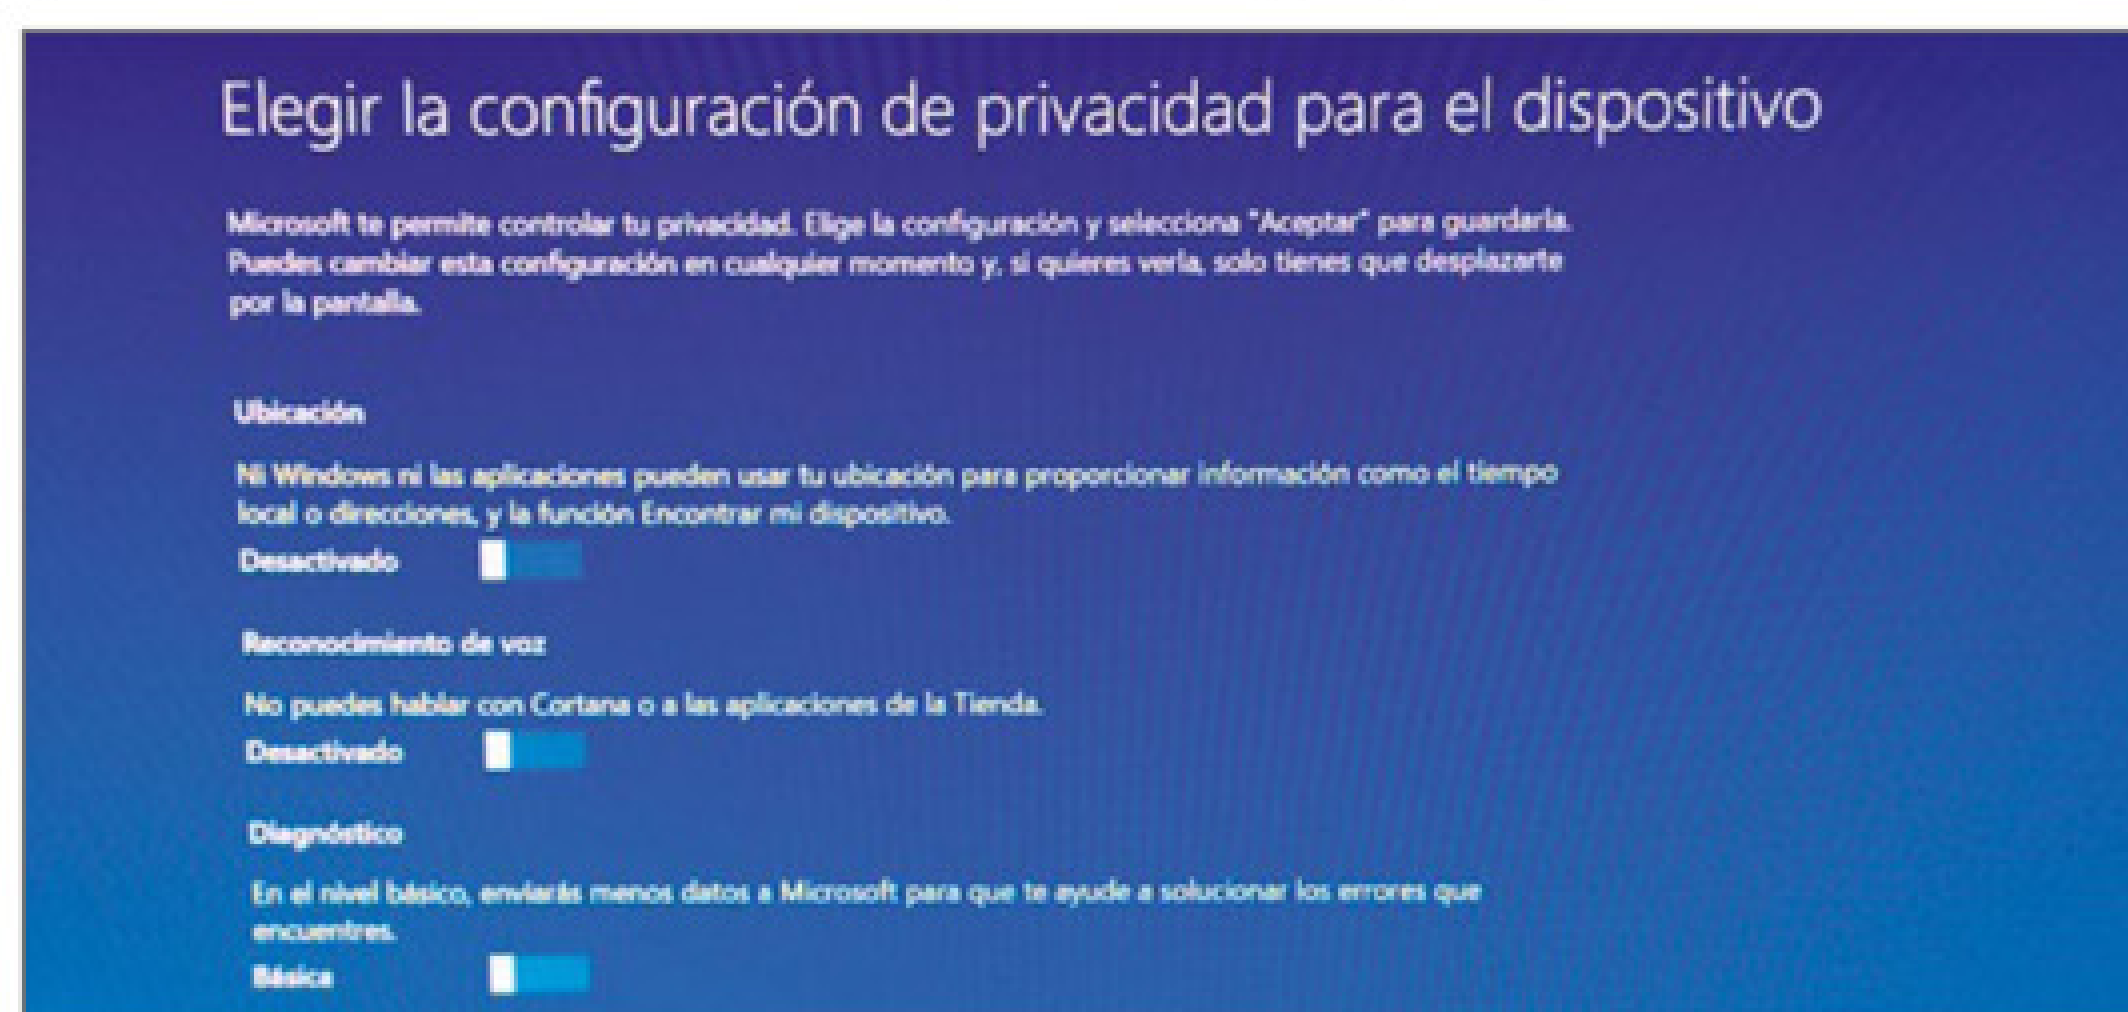 Elegir la configuración de privacidad para el dispositivo
Microsoft te permite controlar tu privacidad. Elige la configuración y selecciona "Aceptar" para guardarla.
Puedes cambiar esta configuración en cualquier momento y, si quieres verla, solo tienes que desplazarte
por la pantalla.
Ubicación
Ni Windows ni las aplicaciones pueden usar tu ubicación para proporcionar información como el tiempo
local o direcciones, y la función Encontrar mi dispositivo.
Desactivado
Reconocimiento de voz
No puedes hablar con Cortana o a las aplicaciones de la Tienda.
Desactivado
Diagnóstico
En el nivel básico, enviarás menos datos a Microsoft para que te ayude a solucionar los errores que
encuentres.
Básica